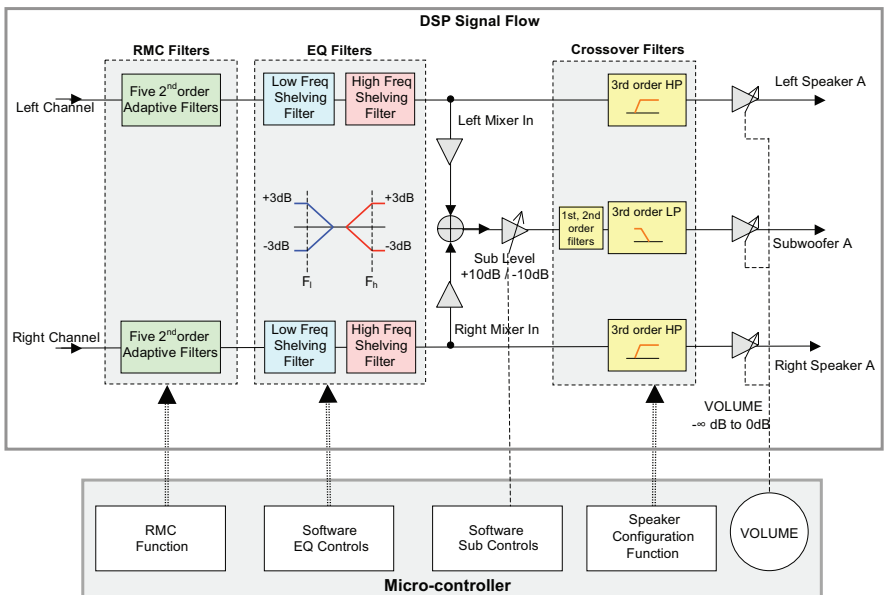 DSP Signal Flow
RMC Filters
EQ Filters
Crossover Filters
Left Channel
Five 2nd order
Adaptive Filters
Low Freq
Shelving
Filter
High Freq
Shelving
Filter
Left Mixer In
3rd order HP
Left Speaker A
+3dB
-3dB
+3dB
-3dB
Fl
Fh
Sub Level
+10dB / -10dB
1st, 2nd
order
filters
3rd order LP
Subwoofer A
Right Channel
Five 2nd order
Adaptive Filters
Low Freq
Shelving
Filter
High Freq
Shelving
Filter
Right Mixer In
3rd order HP
Right Speaker A
VOLUME
-∞ dB to 0dB
RMC
Function
Software
EQ Controls
Software
Sub Controls
Speaker
Configuration
Function
VOLUME
Micro-controller